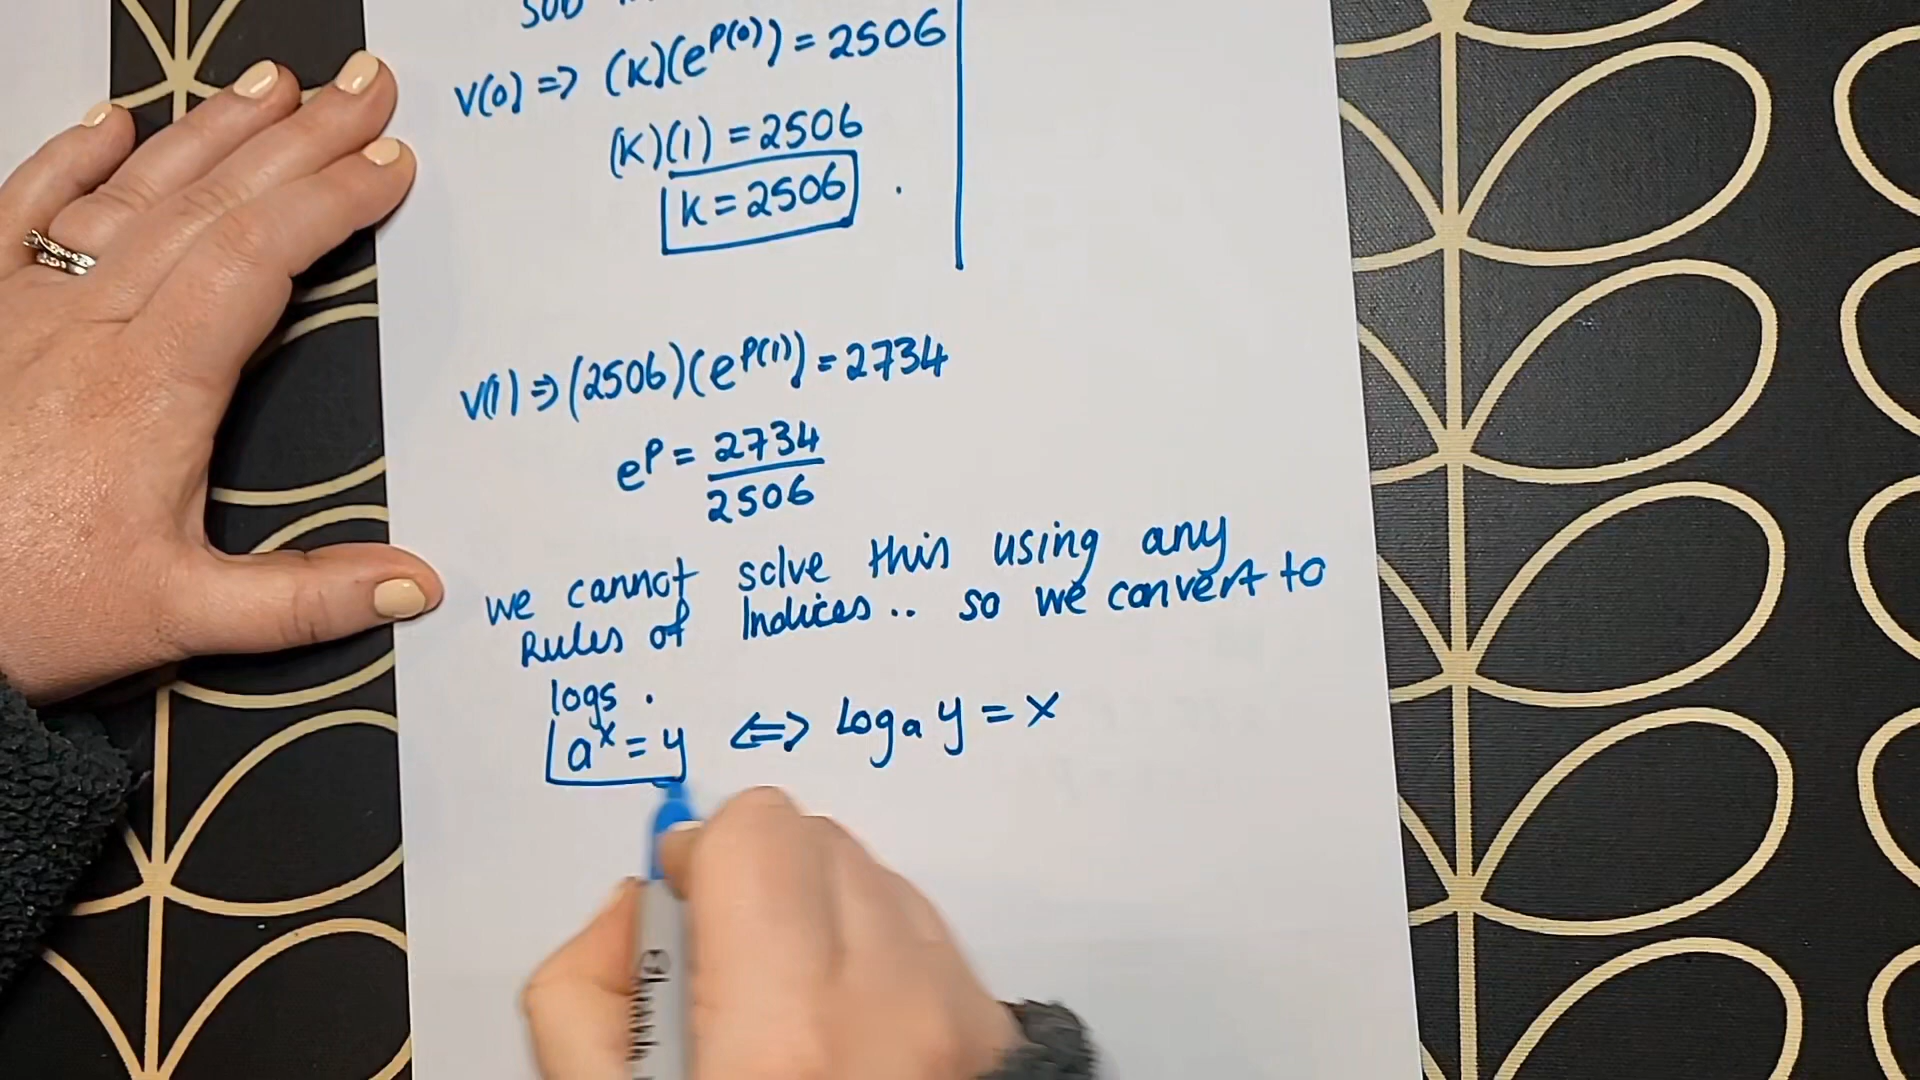 V(0) => (K)(e^P(0)) = 2506
(K)(1) = 2506
K = 2506 .
V(1) => (2506)(e^P(1)) = 2734
e^P = 2734
2506
we cannot solve this using any
Rules of Indices .. so we convert to
logs .
a^x = y <=> Log_a y = x